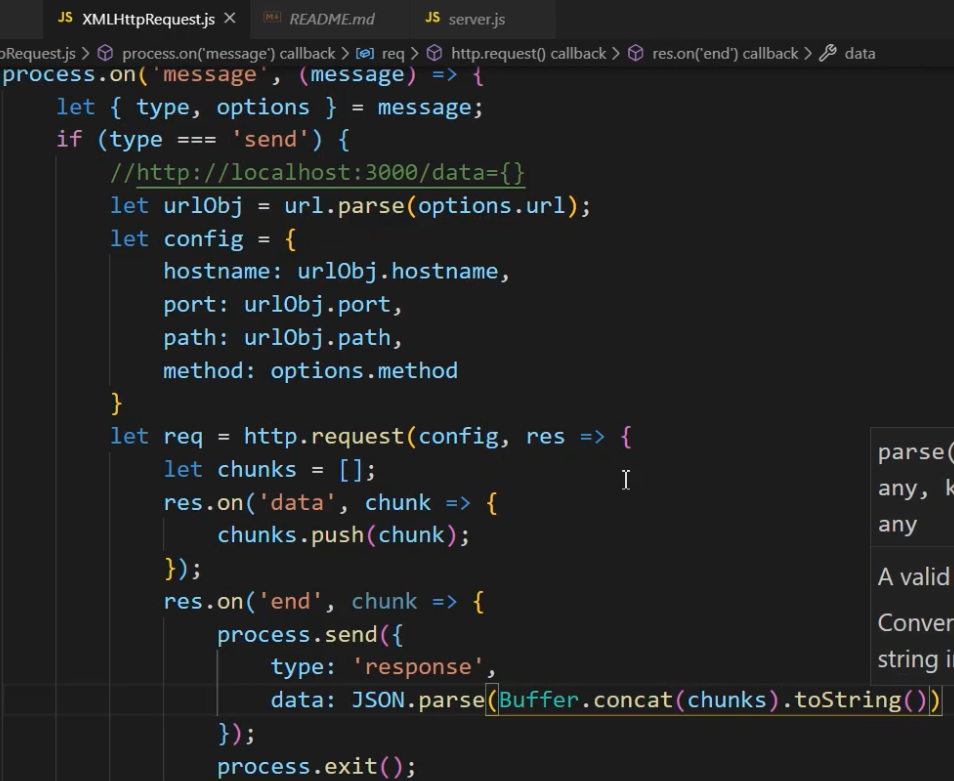 JS XMLHttpRequest.js ✕ M↓ README.md JS server.js
pRequest.js > process.on('message') callback > req > http.request() callback > res.on('end') callback > data
process.on('message', (message) => {
    let { type, options } = message;
    if (type === 'send') {
        //http://localhost:3000/data={}
        let urlObj = url.parse(options.url);
        let config = {
            hostname: urlObj.hostname,
            port: urlObj.port,
            path: urlObj.path,
            method: options.method
        }
        let req = http.request(config, res => {
            let chunks = [];
            res.on('data', chunk => {
                chunks.push(chunk);
            });
            res.on('end', chunk => {
                process.send({
                    type: 'response',
                    data: JSON.parse(Buffer.concat(chunks).toString())
                });
                process.exit();
parse(
any, k
any
A valid
Conver
string i